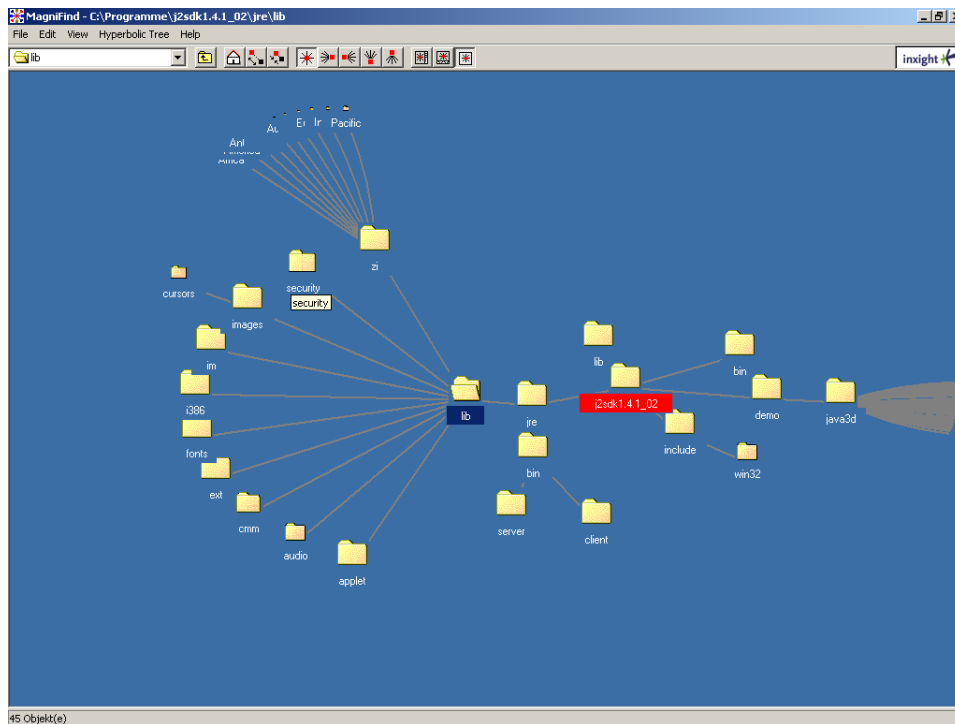 MagniFind - C:\Programme\j2sdk1.4.1_02\jre\lib
File Edit View Hyperbolic Tree Help
lib
inxight
Pacific
zi
security
security
cursors
images
im
i386
fonts
ext
cmm
audio
applet
lib
jre
bin
server
client
lib
j2sdk1.4.1_02
bin
demo
java3d
include
win32
45 Objekt(e)